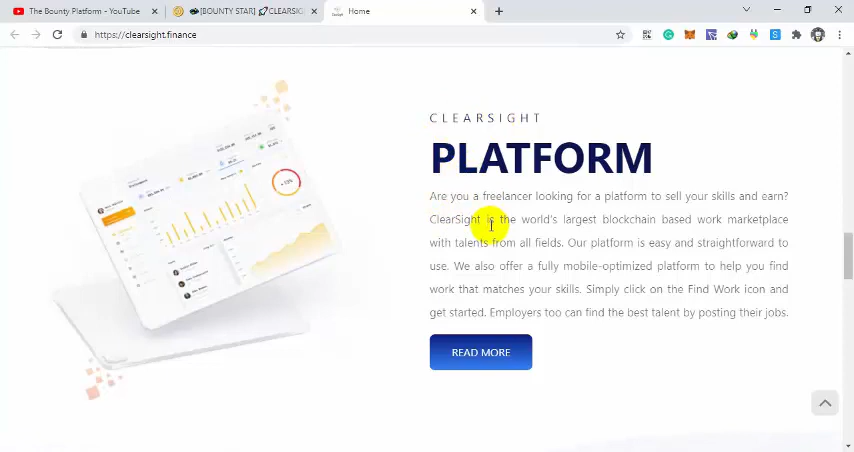 The Bounty Platform - YouTube
[BOUNTY STAR] CLEARSIG
Home
https://clearsight.finance
CLEARSIGHT
PLATFORM
Are you a freelancer looking for a platform to sell your skills and earn?
ClearSight is the world's largest blockchain based work marketplace
with talents from all fields. Our platform is easy and straightforward to
use. We also offer a fully mobile-optimized platform to help you find
work that matches your skills. Simply click on the Find Work icon and
get started. Employers too can find the best talent by posting their jobs.
READ MORE